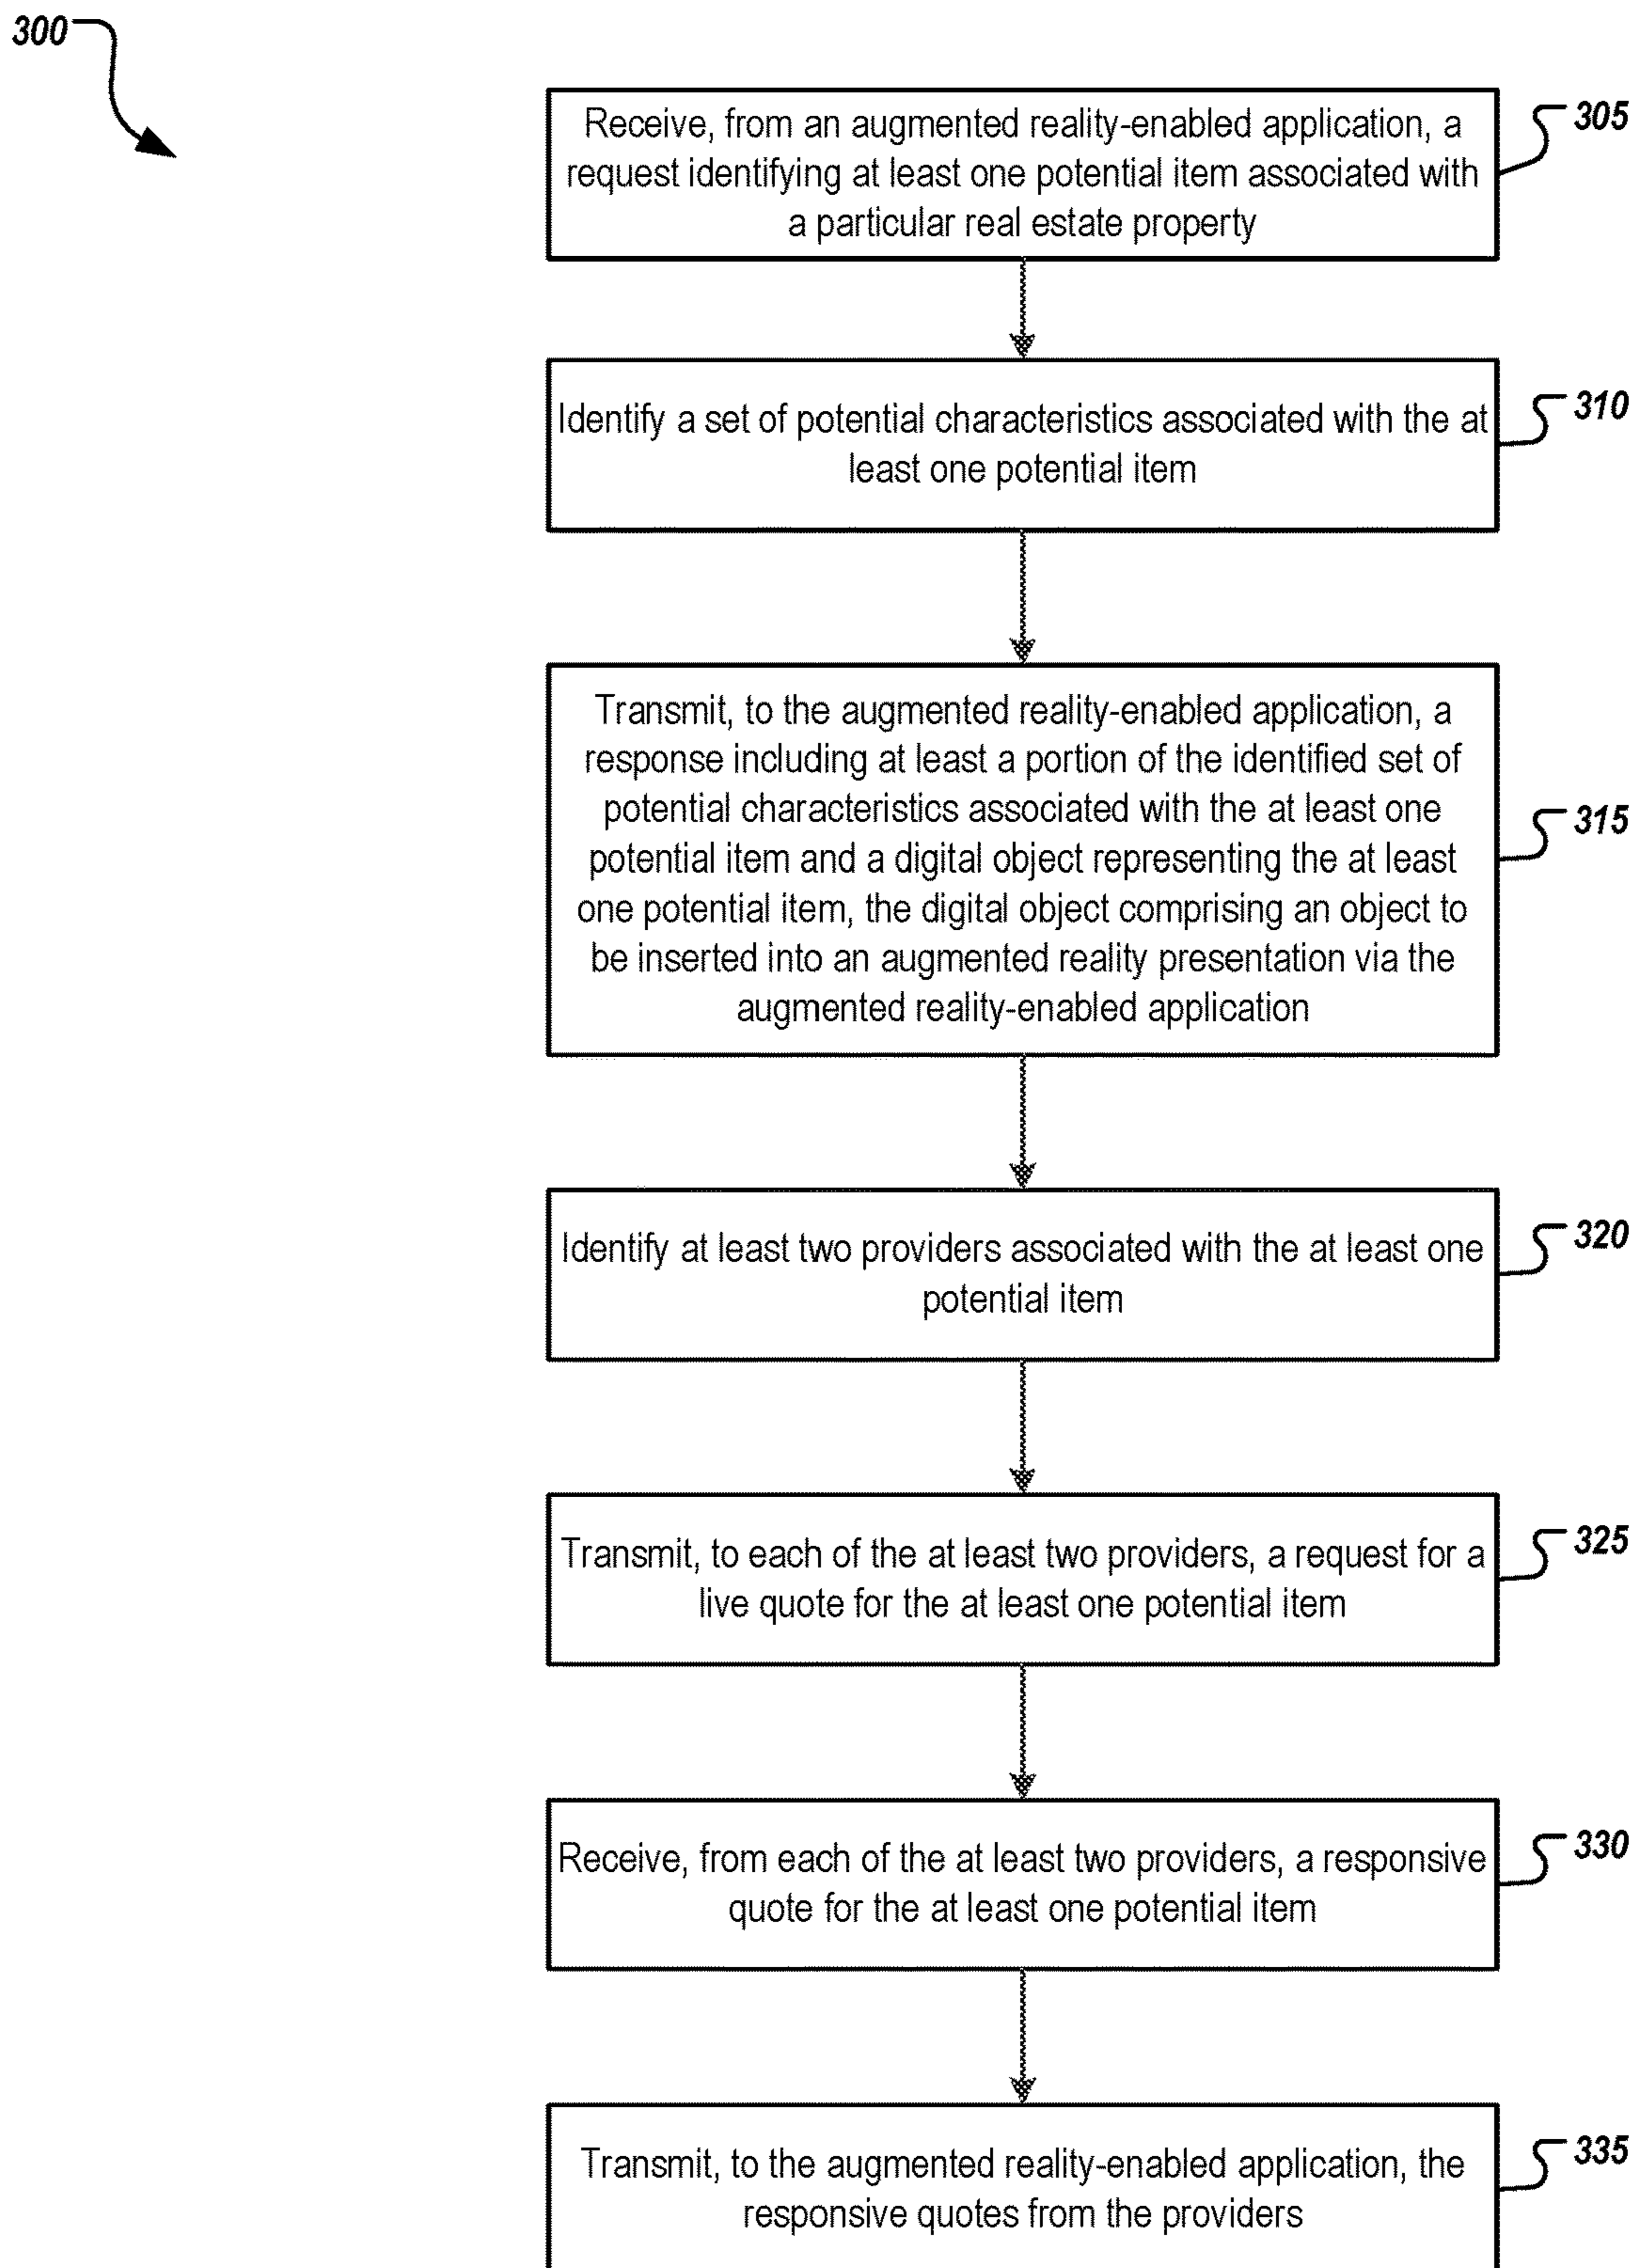 300
Receive, from an augmented reality-enabled application, a
request identifying at least one potential item associated with
a particular real estate property
305
Identify a set of potential characteristics associated with the at
least one potential item
310
Transmit, to the augmented reality-enabled application, a
response including at least a portion of the identified set of
potential characteristics associated with the at least one
potential item and a digital object representing the at least
one potential item, the digital object comprising an object to
be inserted into an augmented reality presentation via the
augmented reality-enabled application
315
Identify at least two providers associated with the at least one
potential item
320
Transmit, to each of the at least two providers, a request for a
live quote for the at least one potential item
325
Receive, from each of the at least two providers, a responsive
quote for the at least one potential item
330
Transmit, to the augmented reality-enabled application, the
responsive quotes from the providers
335